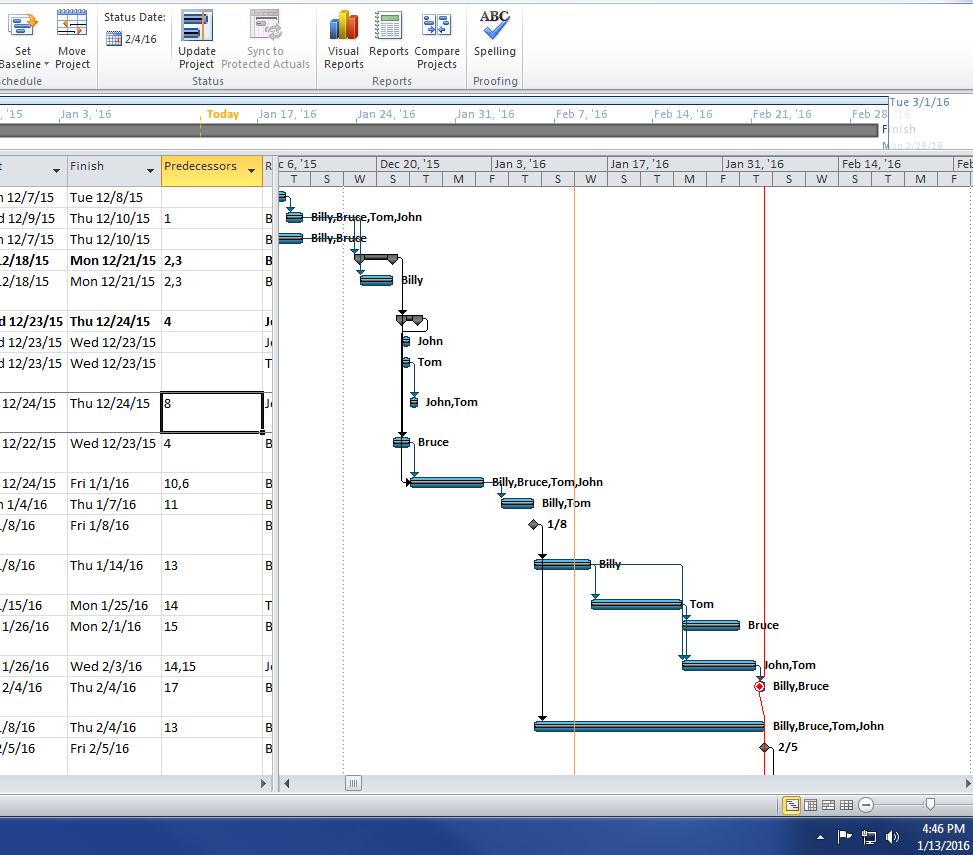 Status Date:
2/4/16
Set
Baseline
Move
Project
Update
Project
Sync to
Protected Actuals
Visual
Reports
Reports
Compare
Projects
ABC
Spelling
Schedule
Status
Reports
Proofing
Tue 3/1/16
'15
Jan 3, '16
Today
Jan 17, '16
Jan 24, '16
Jan 31, '16
Feb 7, '16
Feb 14, '16
Feb 21, '16
Feb 28
16
Finish
Mon 2/29/16
Finish
Predecessors
R
c 6, '15
Dec 20, '15
Jan 3, '16
Jan 17, '16
Jan 31, '16
Feb 14, '16
Feb
T S W S T M F T S W S T M F T S W S T M F
n 12/7/15 Tue 12/8/15
d 12/9/15 Thu 12/10/15 1 B Billy,Bruce,Tom,John
n 12/7/15 Thu 12/10/15 B Billy,Bruce
12/18/15 Mon 12/21/15 2,3 B
12/18/15 Mon 12/21/15 2,3 B Billy
d 12/23/15 Thu 12/24/15 4 Jo
d 12/23/15 Wed 12/23/15 Jo John
d 12/23/15 Wed 12/23/15 T Tom
12/24/15 Thu 12/24/15 8 Jo John,Tom
12/22/15 Wed 12/23/15 4 B Bruce
12/24/15 Fri 1/1/16 10,6 B Billy,Bruce,Tom,John
n 1/4/16 Thu 1/7/16 11 B Billy,Tom
1/8/16 Fri 1/8/16 B 1/8
1/8/16 Thu 1/14/16 13 B Billy
1/15/16 Mon 1/25/16 14 T Tom
1/26/16 Mon 2/1/16 15 B Bruce
1/26/16 Wed 2/3/16 14,15 Jo John,Tom
2/4/16 Thu 2/4/16 17 B Billy,Bruce
1/8/16 Thu 2/4/16 13 B Billy,Bruce,Tom,John
2/5/16 Fri 2/5/16 B 2/5
4:46 PM
1/13/2016